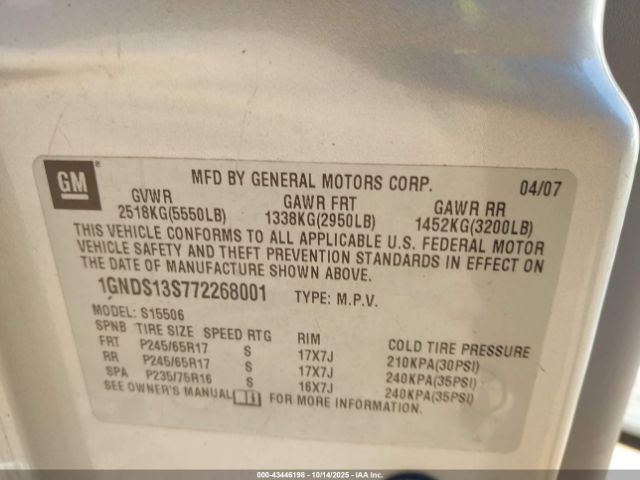 GM
MFD BY GENERAL MOTORS CORP. 04/07
GVWR GAWR FRT GAWR RR
2518KG(5550LB) 1338KG(2950LB) 1452KG(3200LB)
THIS VEHICLE CONFORMS TO ALL APPLICABLE U.S. FEDERAL MOTOR
VEHICLE SAFETY AND THEFT PREVENTION STANDARDS IN EFFECT ON
THE DATE OF MANUFACTURE SHOWN ABOVE.
1GNDS13S772268001 TYPE: M.P.V.
MODEL: S15506
SPNB TIRE SIZE SPEED RTG RIM COLD TIRE PRESSURE
FRT P245/65R17 S 17X7J 210KPA(30PSI)
RR P245/65R17 S 17X7J 240KPA(35PSI)
SPA P235/75R16 S 16X7J 240KPA(35PSI)
SEE OWNER'S MANUAL FOR MORE INFORMATION.
000-43446198 - 10/14/2025 - IAAI, Inc.